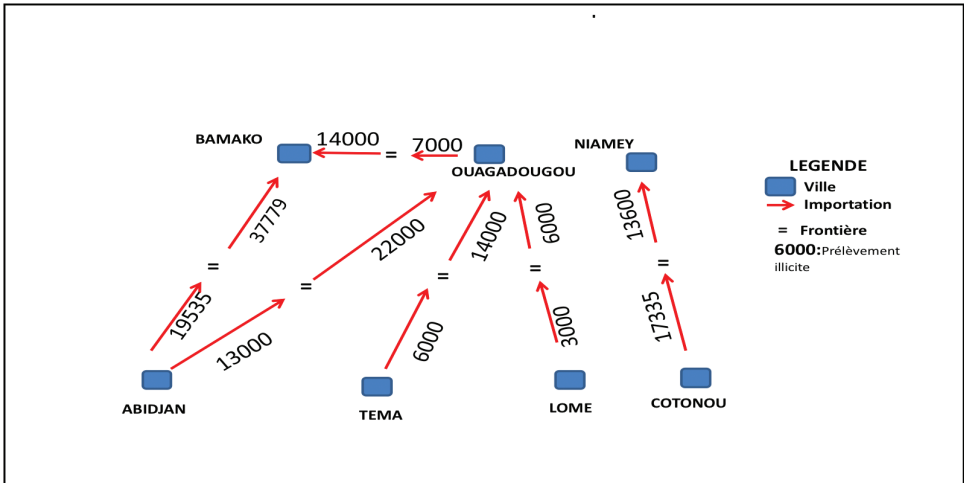 BAMAKO
14000
=
7000
NIAMEY
OUAGADOUGOU
LEGENDE
Ville
Importation
= Frontière
6000:Prélèvement
illicite
37779
22000
14000
6000
13600
=
=
=
=
=
19535
13000
6000
3000
17335
ABIDJAN
TEMA
LOME
COTONOU